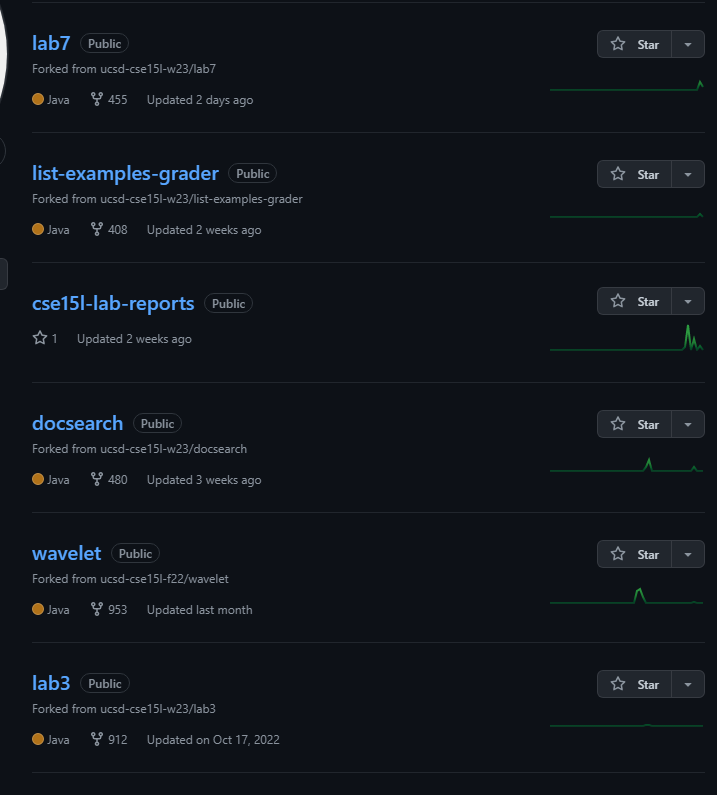 lab7 Public Star
Forked from ucsd-cse15l-w23/lab7
Java 455 Updated 2 days ago
list-examples-grader Public Star
Forked from ucsd-cse15l-w23/list-examples-grader
Java 408 Updated 2 weeks ago
cse15l-lab-reports Public Star
1 Updated 2 weeks ago
docsearch Public Star
Forked from ucsd-cse15l-w23/docsearch
Java 480 Updated 3 weeks ago
wavelet Public Star
Forked from ucsd-cse15l-f22/wavelet
Java 953 Updated last month
lab3 Public Star
Forked from ucsd-cse15l-w23/lab3
Java 912 Updated on Oct 17, 2022